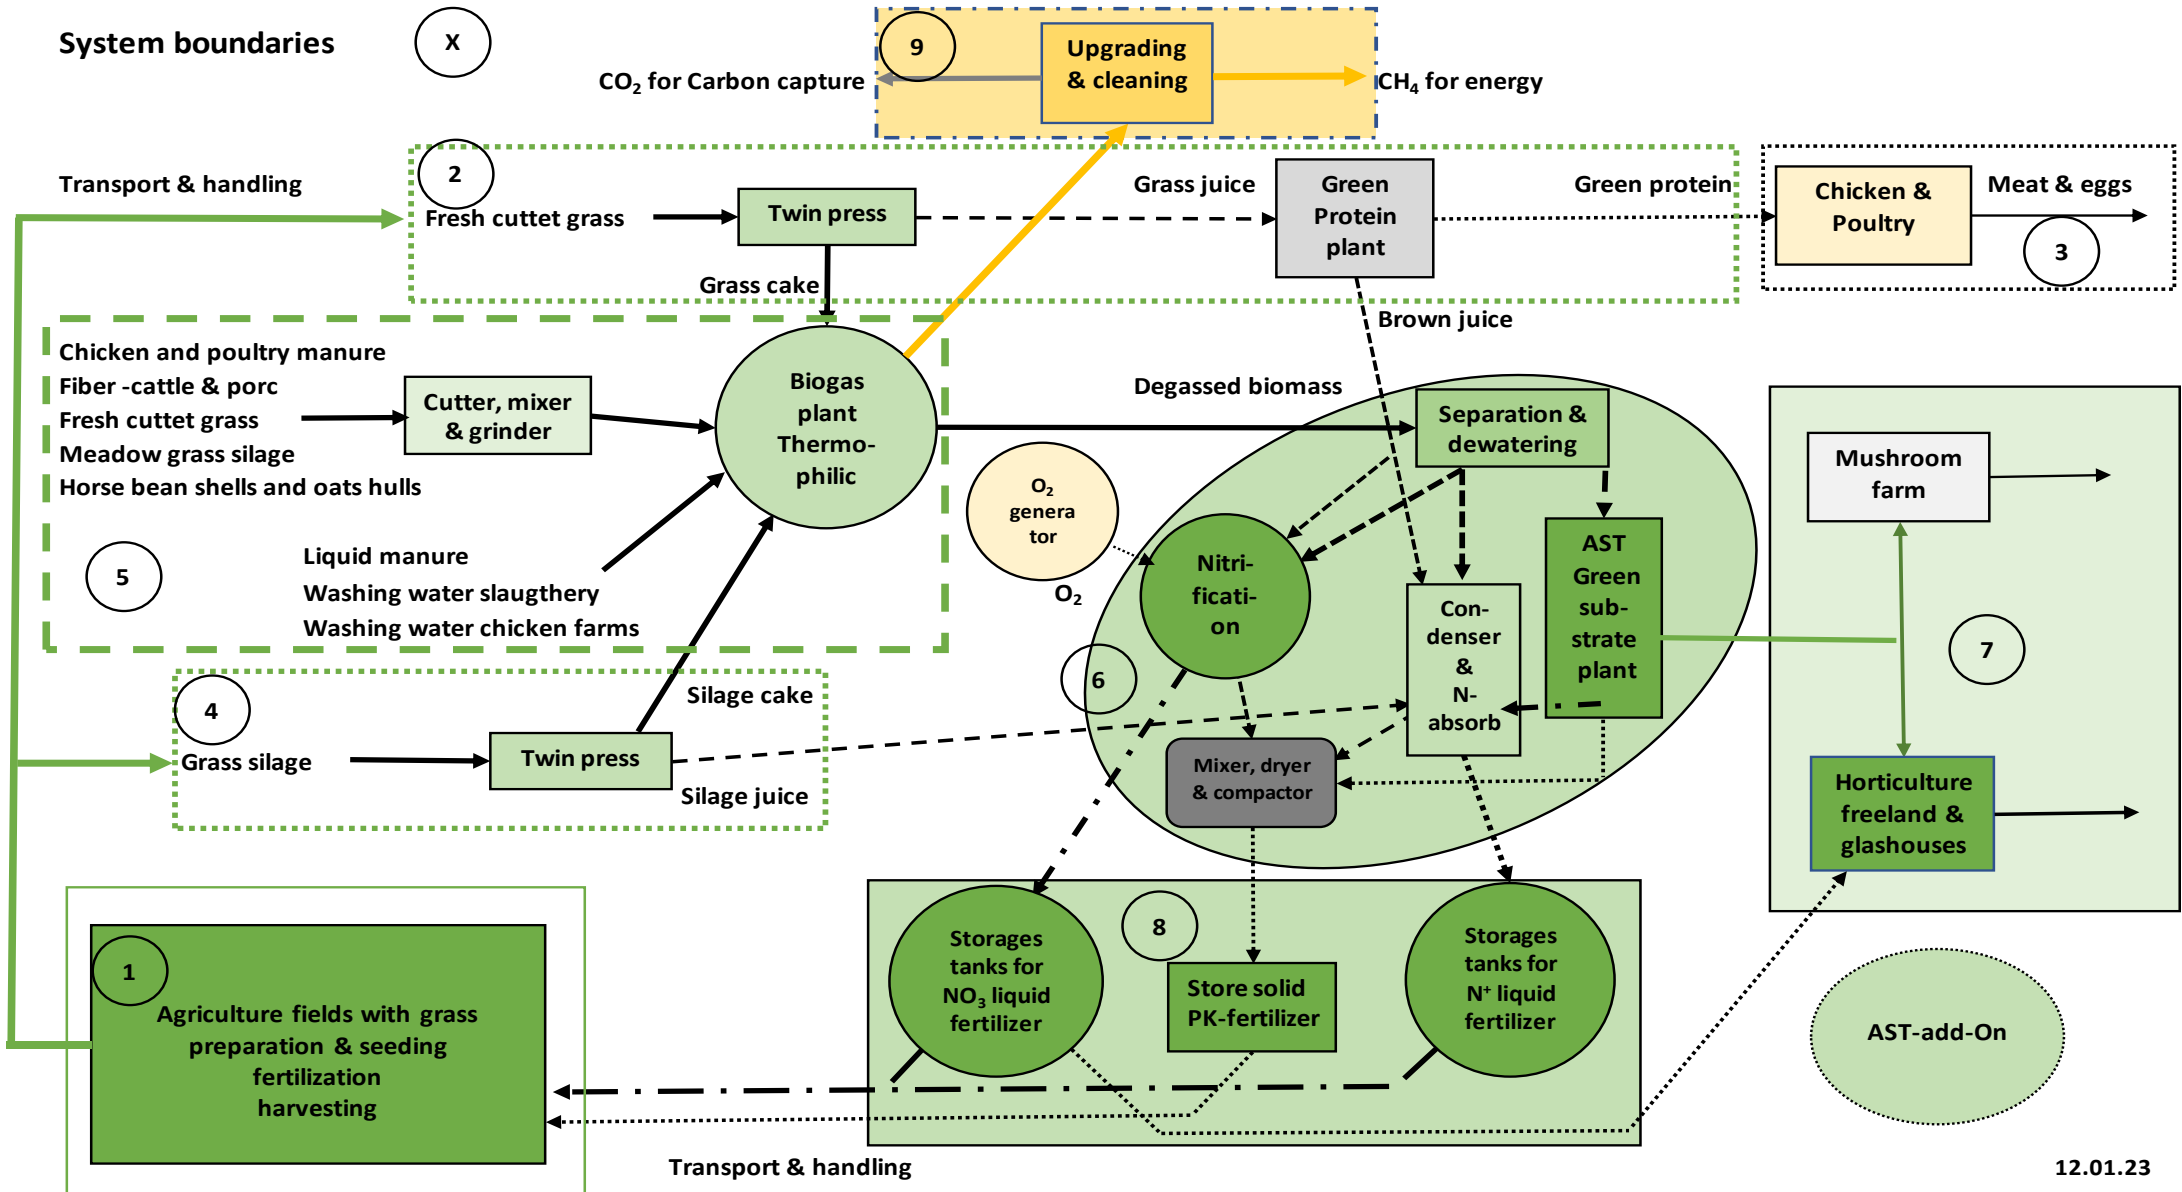 System boundaries
X
9
Upgrading
& cleaning
CO₂ for Carbon capture
CH₄ for energy
2
Transport & handling
Fresh cuttet grass
Twin press
Grass juice
Green
Protein
plant
Green protein
Chicken &
Poultry
Meat & eggs
3
Grass cake
Brown juice
Chicken and poultry manure
Fiber -cattle & porc
Fresh cuttet grass
Meadow grass silage
Horse bean shells and oats hulls
Cutter, mixer
& grinder
Biogas
plant
Thermo-
philic
Degassed biomass
Separation &
dewatering
O₂
genera
tor
O₂
Nitri-
ficati-
on
Con-
denser
&
N-
absorb
AST
Green
sub-
strate
plant
Mushroom
farm
7
5
Liquid manure
Washing water slaugthery
Washing water chicken farms
6
4
Silage cake
Grass silage
Twin press
Silage juice
Mixer, dryer
& compactor
Horticulture
freeland &
glashouses
1
Agriculture fields with grass
preparation & seeding
fertilization
harvesting
Storages
tanks for
NO₃ liquid
fertilizer
8
Store solid
PK-fertilizer
Storages
tanks for
N⁺ liquid
fertilizer
AST-add-On
Transport & handling
12.01.23